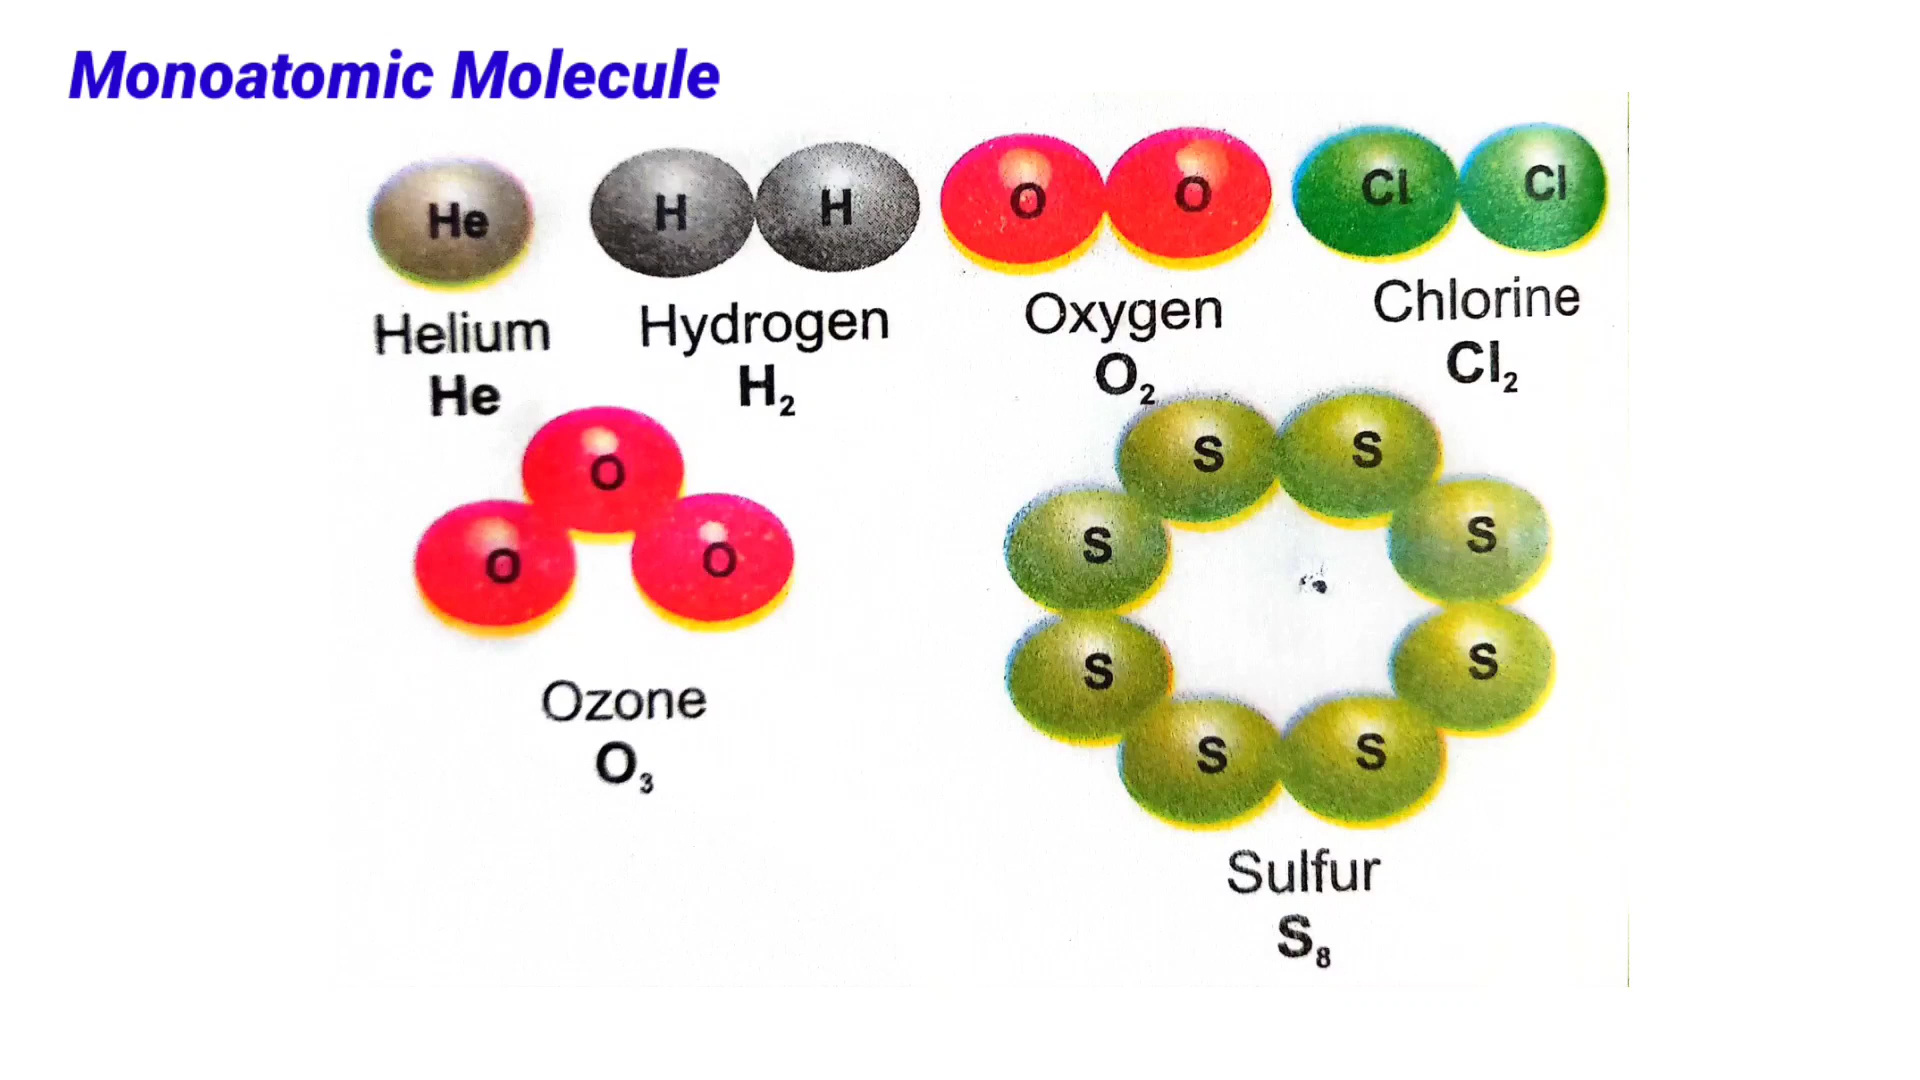 Monoatomic Molecule
He
H H
O O
Cl Cl
Helium
He
Hydrogen
H₂
Oxygen
O₂
Chlorine
Cl₂
O
O O
Ozone
O₃
S S
S S
S S
S S
Sulfur
S₈